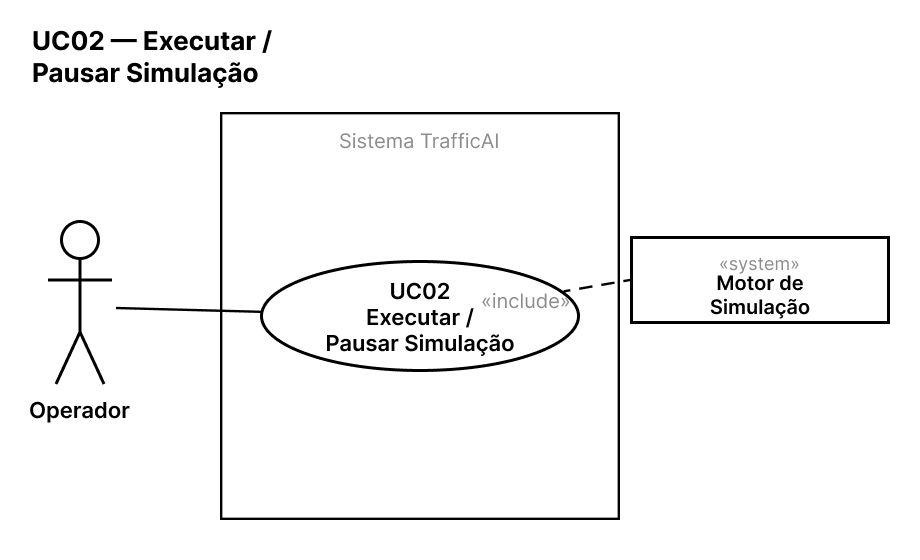 UC02 — Executar /
Pausar Simulação
Sistema TrafficAI
UC02
Executar /
Pausar Simulação
«include»
«system»
Motor de
Simulação
Operador